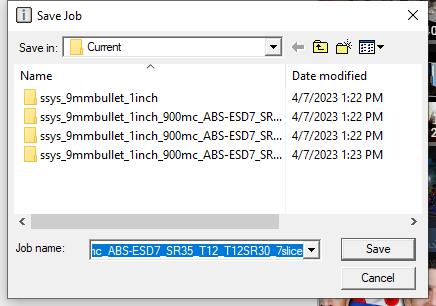 Save Job
Save in: Current
Name Date modified
ssys_9mmbullet_1inch 4/7/2023 1:22 PM
ssys_9mmbullet_1inch_900mc_ABS-ESD7_SR... 4/7/2023 1:22 PM
ssys_9mmbullet_1inch_900mc_ABS-ESD7_SR... 4/7/2023 1:22 PM
ssys_9mmbullet_1inch_900mc_ABS-ESD7_SR... 4/7/2023 1:23 PM
Job name: mc_ABS-ESD7_SR35_T12_T12SR30_7slice Save
Cancel